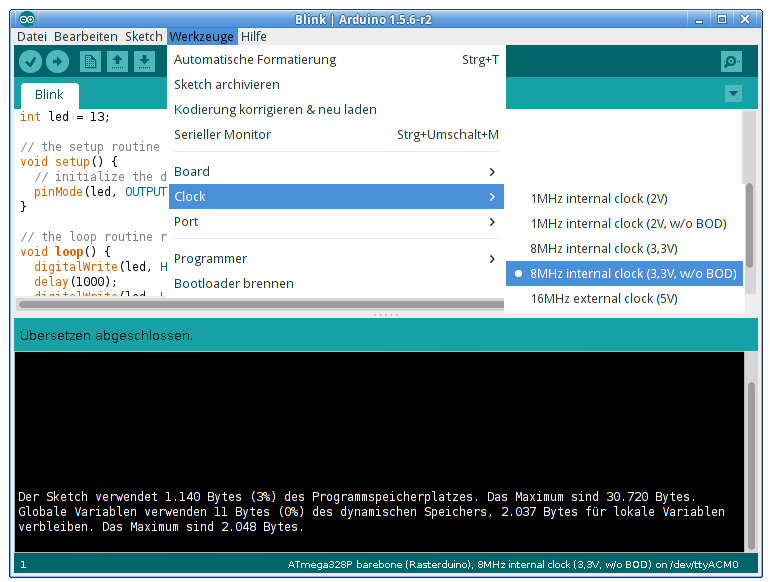 Blink | Arduino 1.5.6-r2
Datei Bearbeiten Sketch Werkzeuge Hilfe
Automatische Formatierung Strg+T
Sketch archivieren
Kodierung korrigieren & neu laden
Serieller Monitor Strg+Umschalt+M
Board
Clock
Port
Programmer
Bootloader brennen
1MHz internal clock (2V)
1MHz internal clock (2V, w/o BOD)
8MHz internal clock (3,3V)
8MHz internal clock (3,3V, w/o BOD)
16MHz external clock (5V)
Blink
int led = 13;
// the setup routine
void setup() {
// initialize the d
pinMode(led, OUTPUT
}
// the loop routine r
void loop() {
digitalWrite(led, H
delay(1000);
digitalWrite(led, L
Übersetzen abgeschlossen.
Der Sketch verwendet 1.140 Bytes (3%) des Programmspeicherplatzes. Das Maximum sind 30.720 Bytes.
Globale Variablen verwenden 11 Bytes (0%) des dynamischen Speichers, 2.037 Bytes für lokale Variablen
verbleiben. Das Maximum sind 2.048 Bytes.
1 ATmega328P barebone (Rasterduino), 8MHz internal clock (3,3V, w/o BOD) on /dev/ttyACM0